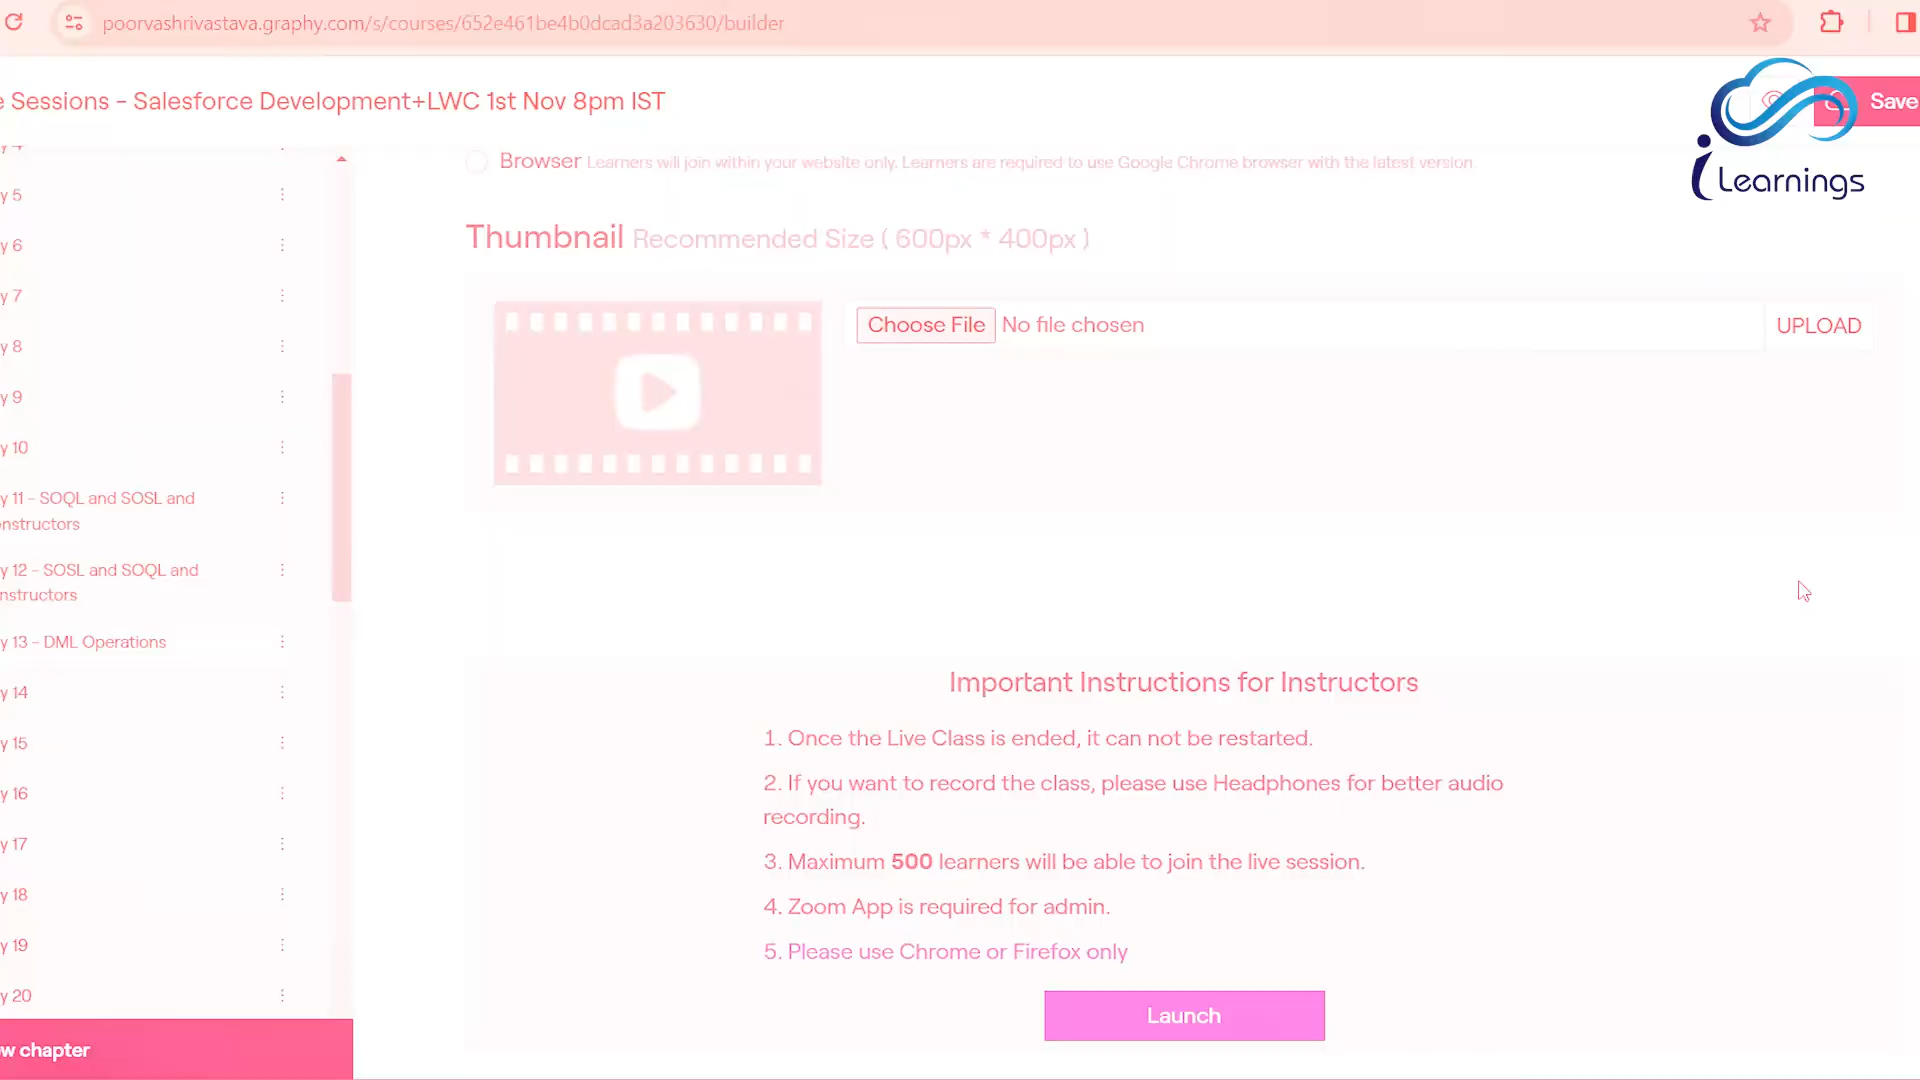 poorvashrivastava.graphy.com/s/courses/652e461be4b0dcad3a203630/builder
e Sessions - Salesforce Development+LWC 1st Nov 8pm IST
Save
i Learnings
y 4
y 5
y 6
y 7
y 8
y 9
y 10
y 11 - SOQL and SOSL and
onstructors
y 12 - SOSL and SOQL and
nstructors
y 13 - DML Operations
y 14
y 15
y 16
y 17
y 18
y 19
y 20
w chapter
Browser Learners will join within your website only. Learners are required to use Google Chrome browser with the latest version.
Thumbnail Recommended Size ( 600px * 400px )
Choose File No file chosen
UPLOAD
Important Instructions for Instructors
1. Once the Live Class is ended, it can not be restarted.
2. If you want to record the class, please use Headphones for better audio
recording.
3. Maximum 500 learners will be able to join the live session.
4. Zoom App is required for admin.
5. Please use Chrome or Firefox only
Launch